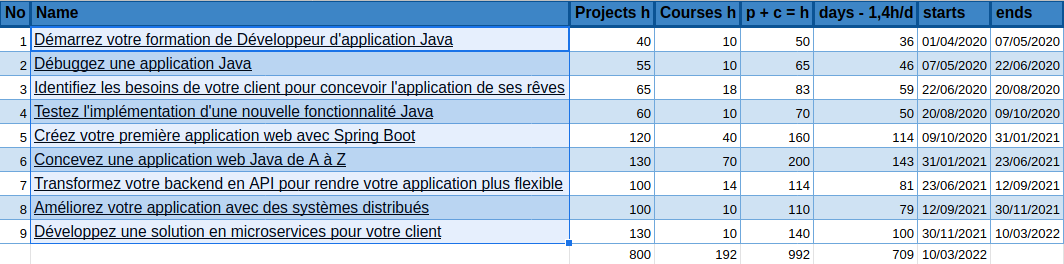 No Name Projects h Courses h p + c = h days - 1,4h/d starts ends
1 Démarrez votre formation de Développeur d'application Java 40 10 50 36 01/04/2020 07/05/2020
2 Débuggez une application Java 55 10 65 46 07/05/2020 22/06/2020
3 Identifiez les besoins de votre client pour concevoir l'application de ses rêves 65 18 83 59 22/06/2020 20/08/2020
4 Testez l'implémentation d'une nouvelle fonctionnalité Java 60 10 70 50 20/08/2020 09/10/2020
5 Créez votre première application web avec Spring Boot 120 40 160 114 09/10/2020 31/01/2021
6 Concevez une application web Java de A à Z 130 70 200 143 31/01/2021 23/06/2021
7 Transformez votre backend en API pour rendre votre application plus flexible 100 14 114 81 23/06/2021 12/09/2021
8 Améliorez votre application avec des systèmes distribués 100 10 110 79 12/09/2021 30/11/2021
9 Développez une solution en microservices pour votre client 130 10 140 100 30/11/2021 10/03/2022
800 192 992 709 10/03/2022